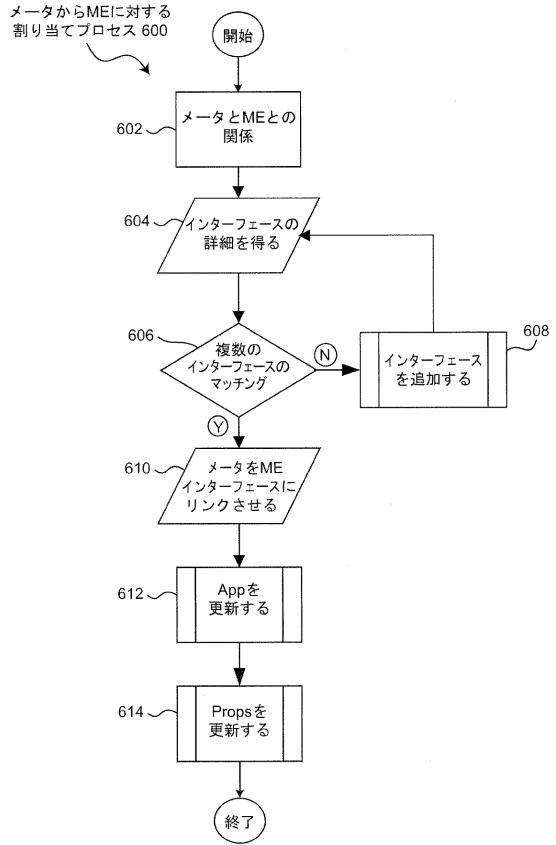 メータからMEに対する
割り当てプロセス 600
開始
602
メータとMEとの
関係
604
インターフェースの
詳細を得る
606
複数の
インターフェースの
マッチング
N
608
インターフェース
を追加する
Y
610
メータをME
インターフェースに
リンクさせる
612
Appを
更新する
614
Propsを
更新する
終了